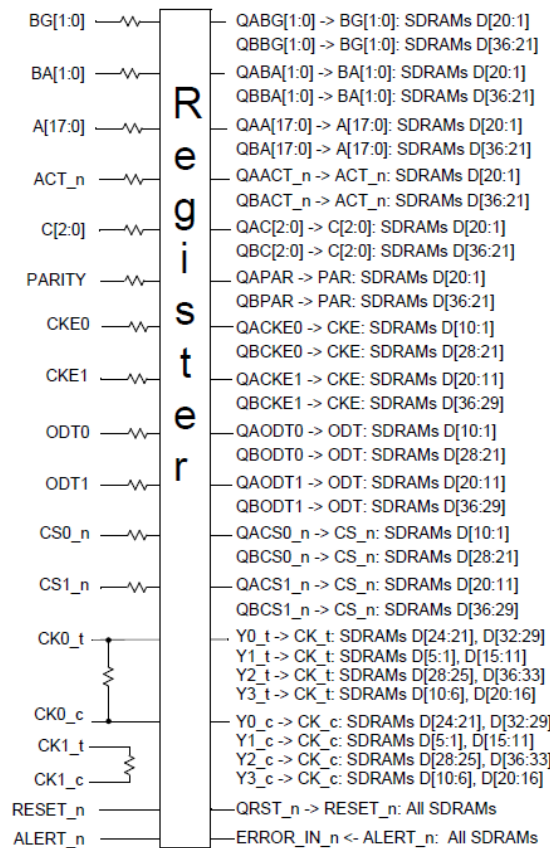 BG[1:0]
QABG[1:0] -> BG[1:0]: SDRAMs D[20:1]
QBBG[1:0] -> BG[1:0]: SDRAMs D[36:21]
BA[1:0]
QABA[1:0] -> BA[1:0]: SDRAMs D[20:1]
QBBA[1:0] -> BA[1:0]: SDRAMs D[36:21]
A[17:0]
QAA[17:0] -> A[17:0]: SDRAMs D[20:1]
QBA[17:0] -> A[17:0]: SDRAMs D[36:21]
ACT_n
QAACT_n -> ACT_n: SDRAMs D[20:1]
QBACT_n -> ACT_n: SDRAMs D[36:21]
C[2:0]
QAC[2:0] -> C[2:0]: SDRAMs D[20:1]
QBC[2:0] -> C[2:0]: SDRAMs D[36:21]
PARITY
QAPAR -> PAR: SDRAMs D[20:1]
QBPAR -> PAR: SDRAMs D[36:21]
CKE0
QACKE0 -> CKE: SDRAMs D[10:1]
QBCKE0 -> CKE: SDRAMs D[28:21]
CKE1
QACKE1 -> CKE: SDRAMs D[20:11]
QBCKE1 -> CKE: SDRAMs D[36:29]
ODT0
QAODT0 -> ODT: SDRAMs D[10:1]
QBODT0 -> ODT: SDRAMs D[28:21]
ODT1
QAODT1 -> ODT: SDRAMs D[20:11]
QBODT1 -> ODT: SDRAMs D[36:29]
CS0_n
QACS0_n -> CS_n: SDRAMs D[10:1]
QBCS0_n -> CS_n: SDRAMs D[28:21]
CS1_n
QACS1_n -> CS_n: SDRAMs D[20:11]
QBCS1_n -> CS_n: SDRAMs D[36:29]
CK0_t
Y0_t -> CK_t: SDRAMs D[24:21], D[32:29]
Y1_t -> CK_t: SDRAMs D[5:1], D[15:11]
Y2_t -> CK_t: SDRAMs D[28:25], D[36:33]
Y3_t -> CK_t: SDRAMs D[10:6], D[20:16]
CK0_c
Y0_c -> CK_c: SDRAMs D[24:21], D[32:29]
Y1_c -> CK_c: SDRAMs D[5:1], D[15:11]
Y2_c -> CK_c: SDRAMs D[28:25], D[36:33]
Y3_c -> CK_c: SDRAMs D[10:6], D[20:16]
CK1_t
CK1_c
RESET_n
QRST_n -> RESET_n: All SDRAMs
ALERT_n
ERROR_IN_n <- ALERT_n: All SDRAMs
Register